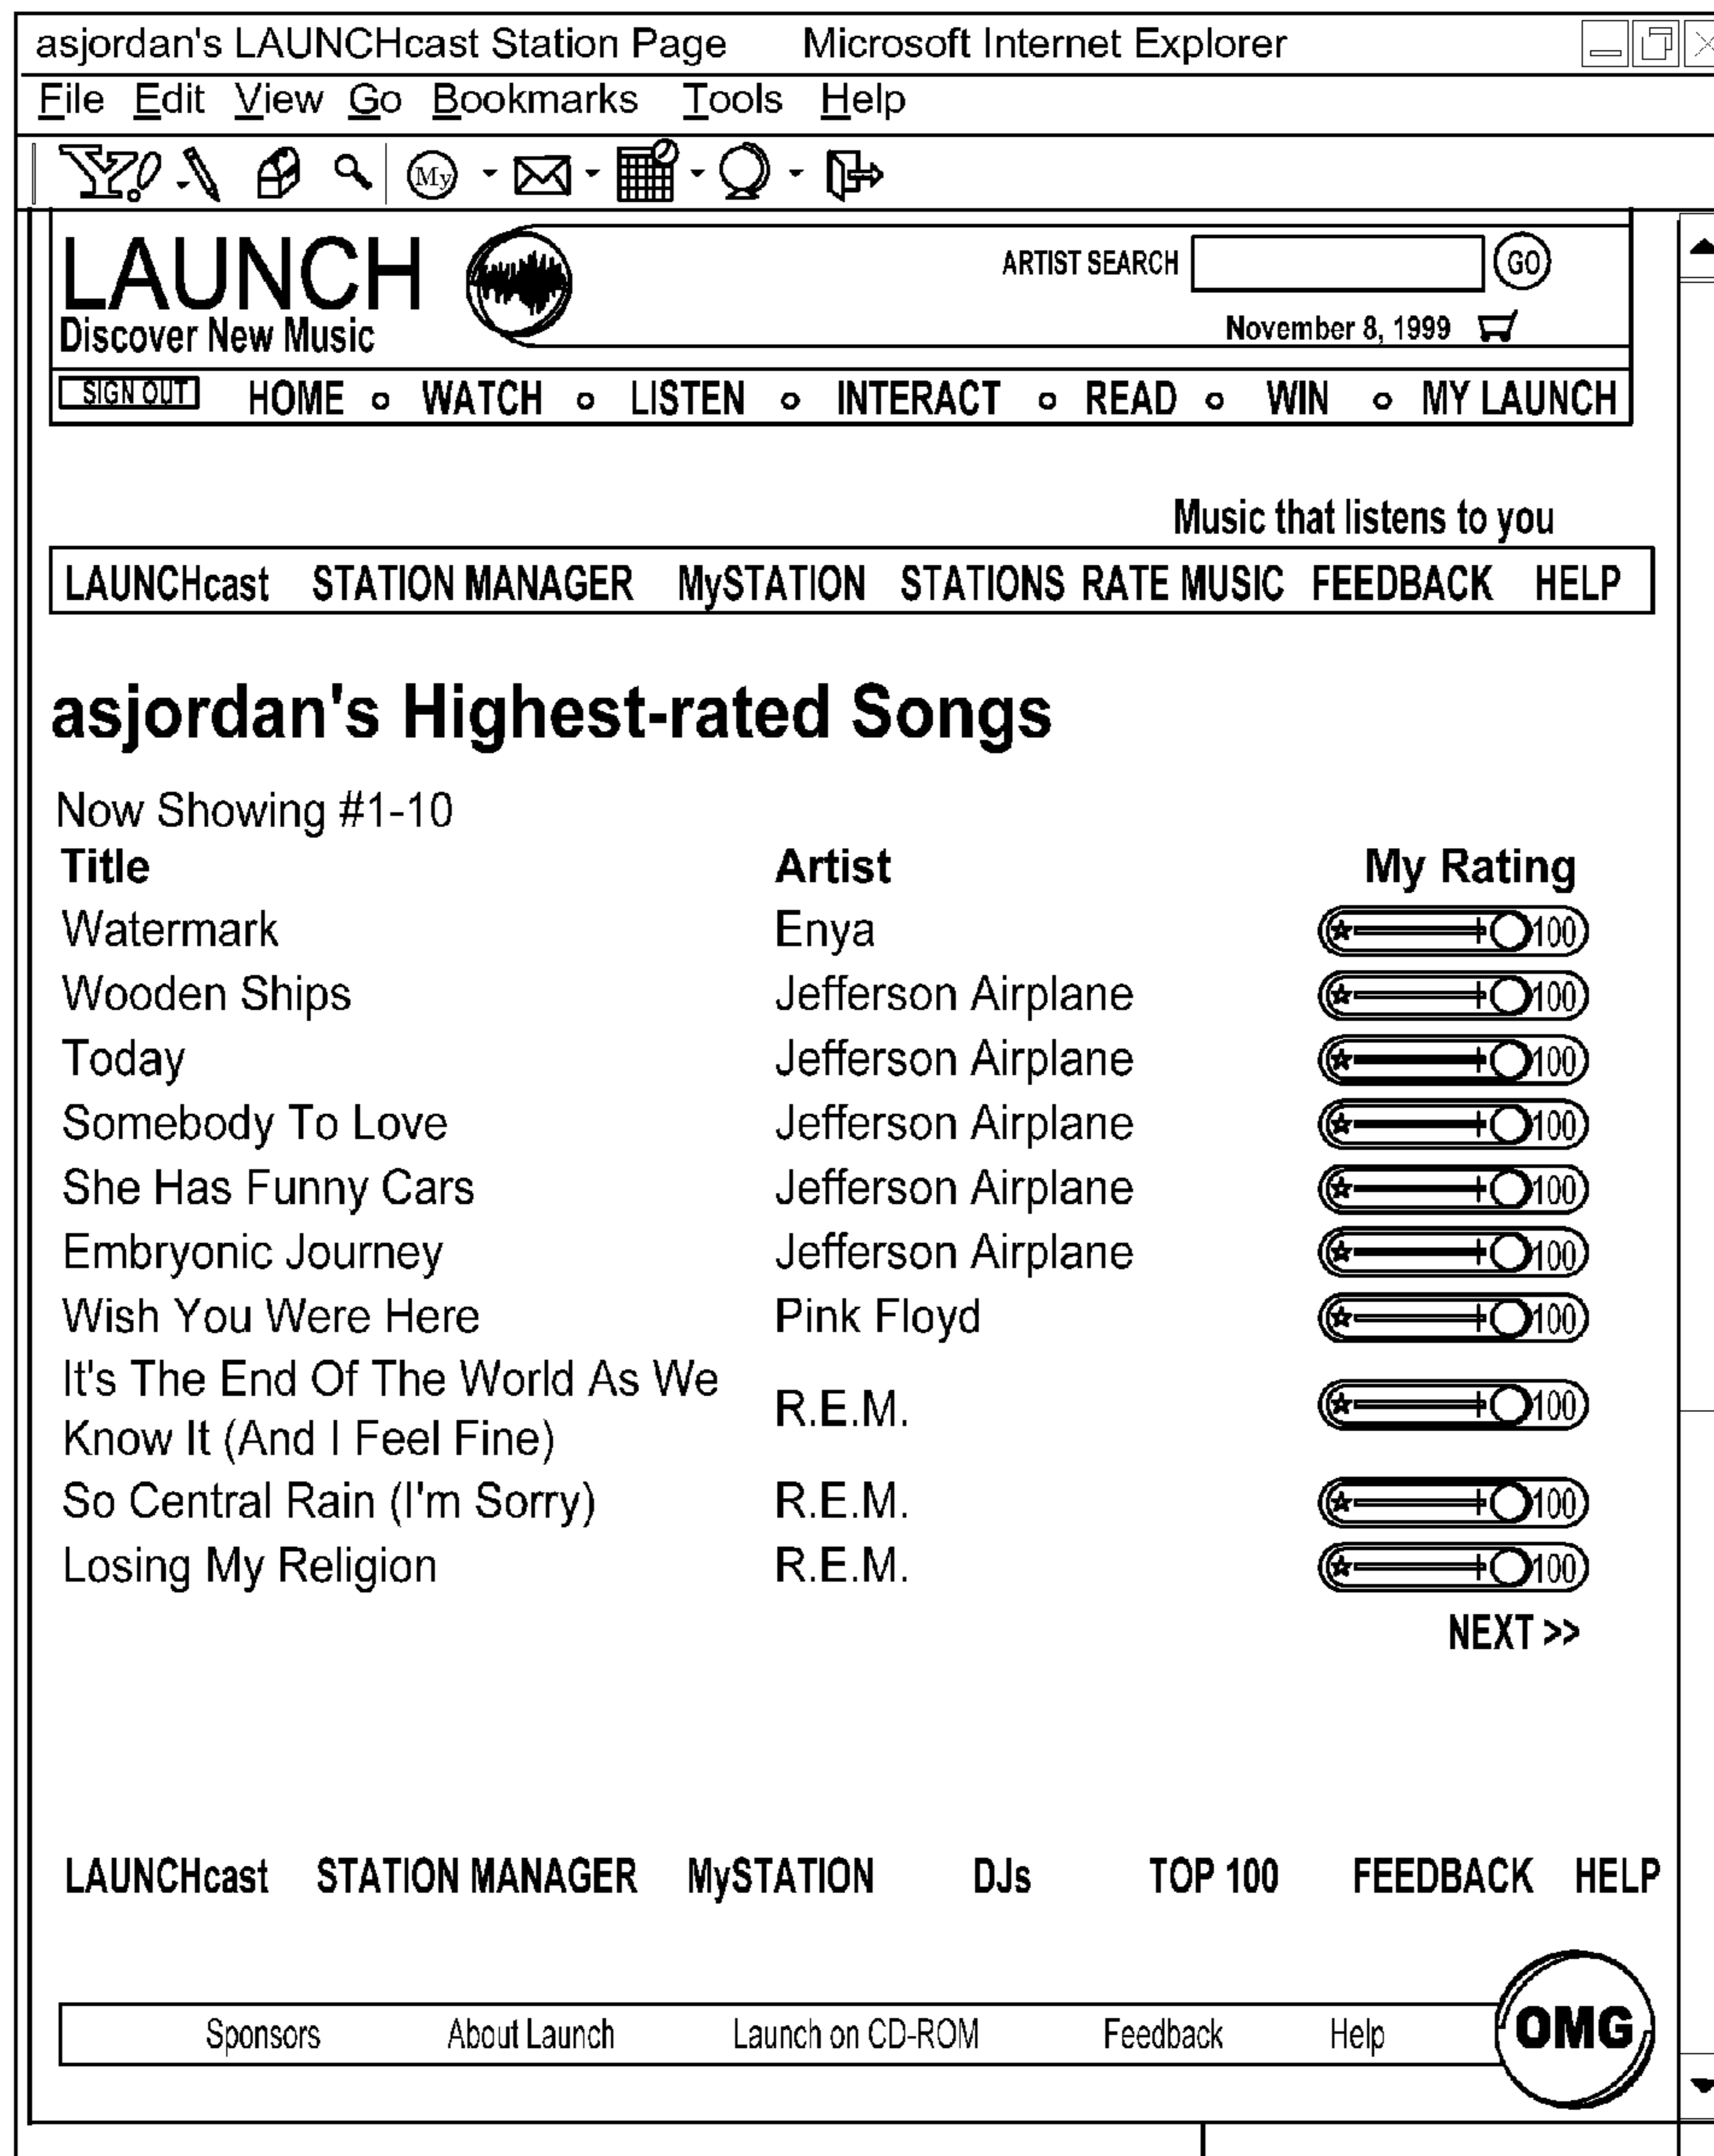 asjordan's LAUNCHcast Station Page Microsoft Internet Explorer
File Edit View Go Bookmarks Tools Help
Y! My
LAUNCH ARTIST SEARCH GO
Discover New Music November 8, 1999
SIGN OUT HOME WATCH LISTEN INTERACT READ WIN MY LAUNCH
Music that listens to you
LAUNCHcast STATION MANAGER MySTATION STATIONS RATE MUSIC FEEDBACK HELP
asjordan's Highest-rated Songs
Now Showing #1-10
Title Artist My Rating
Watermark Enya 100
Wooden Ships Jefferson Airplane 100
Today Jefferson Airplane 100
Somebody To Love Jefferson Airplane 100
She Has Funny Cars Jefferson Airplane 100
Embryonic Journey Jefferson Airplane 100
Wish You Were Here Pink Floyd 100
It's The End Of The World As We
Know It (And I Feel Fine) R.E.M. 100
So Central Rain (I'm Sorry) R.E.M. 100
Losing My Religion R.E.M. 100
NEXT >>
LAUNCHcast STATION MANAGER MySTATION DJs TOP 100 FEEDBACK HELP
Sponsors About Launch Launch on CD-ROM Feedback Help OMG